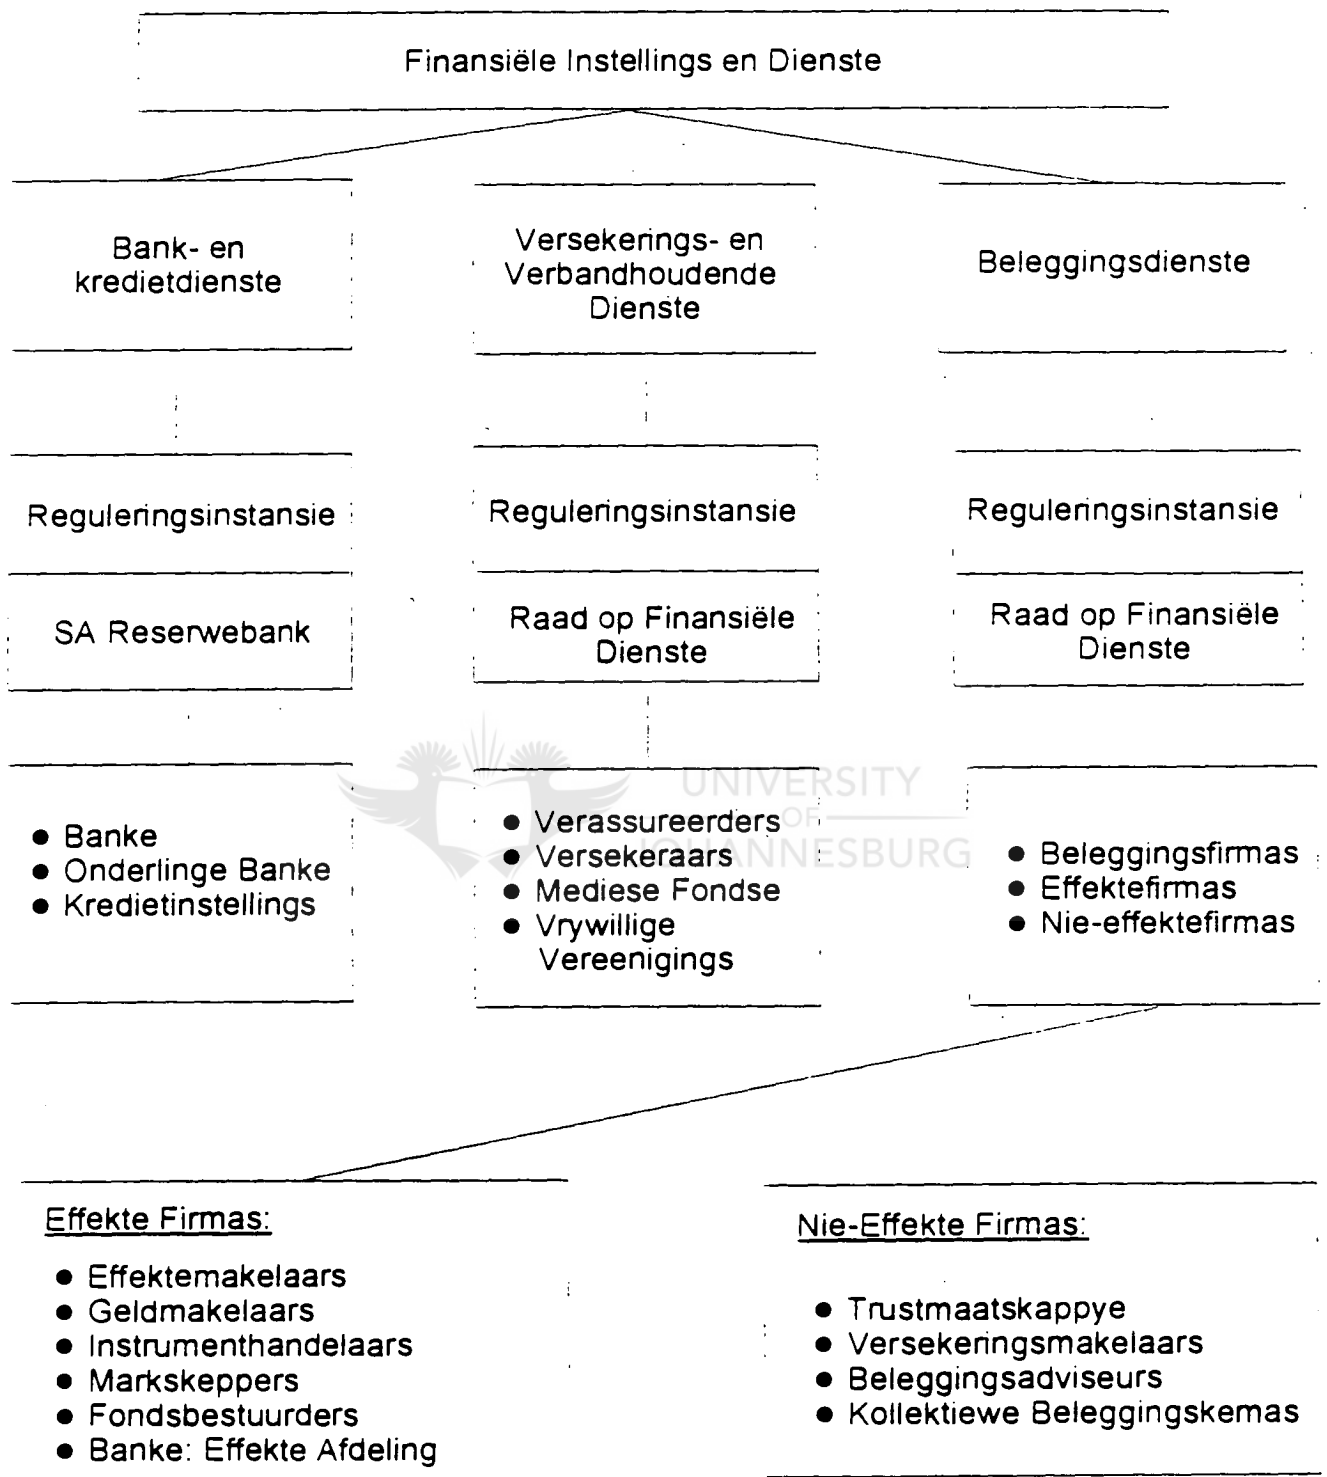 Finansiële Instellings en Dienste
Bank- en
kredietdienste
Versekerings- en
Verbandhoudende
Dienste
Beleggingsdienste
Reguleringsinstansie
Reguleringsinstansie
Reguleringsinstansie
SA Reserwebank
Raad op Finansiële
Dienste
Raad op Finansiële
Dienste
● Banke
● Onderlinge Banke
● Kredietinstellings
● Verassureerders
● Versekeraars
● Mediese Fondse
● Vrywillige
Vereenigings
● Beleggingsfirmas
● Effektefirmas
● Nie-effektefirmas
UNIVERSITY
OF
JOHANNESBURG
Effekte Firmas:
● Effektemakelaars
● Geldmakelaars
● Instrumenthandelaars
● Markskeppers
● Fondsbestuurders
● Banke: Effekte Afdeling
Nie-Effekte Firmas:
● Trustmaatskappye
● Versekeringsmakelaars
● Beleggingsadviseurs
● Kollektiewe Beleggingskemas